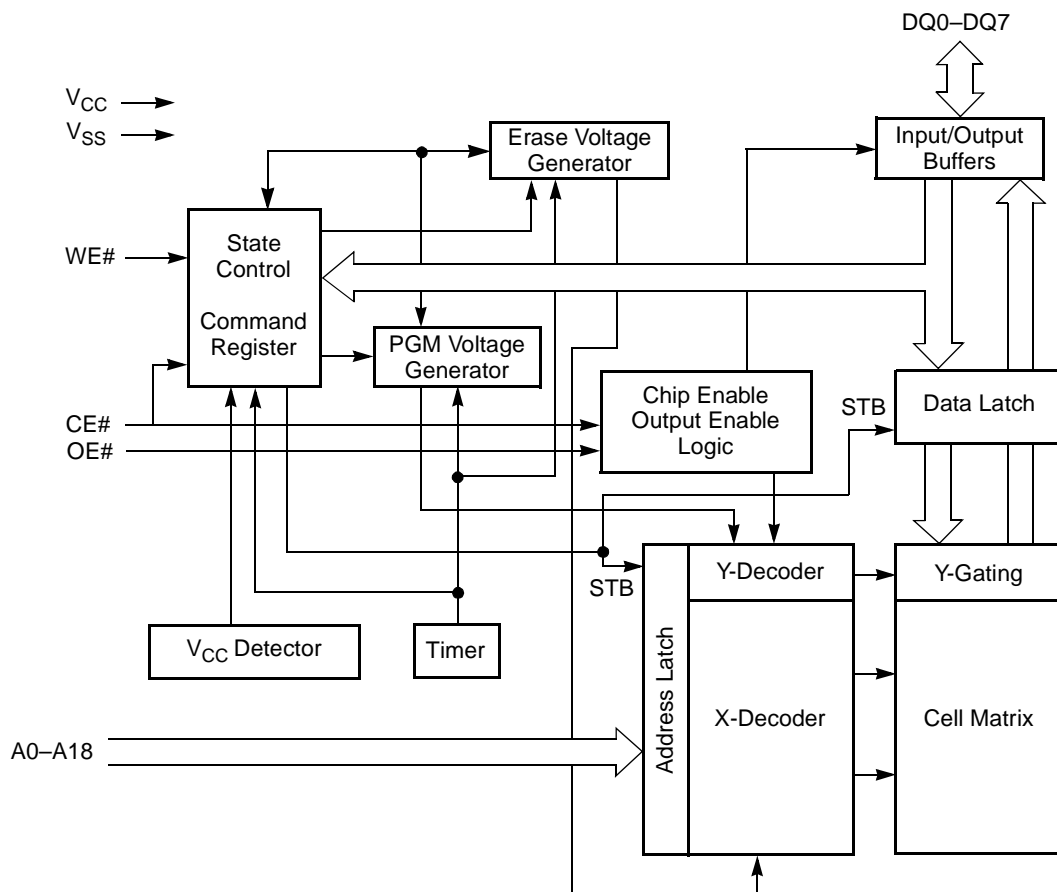 DQ0–DQ7
VCC
VSS
Erase Voltage
Generator
Input/Output
Buffers
WE#
State
Control
Command
Register
PGM Voltage
Generator
CE#
OE#
Chip Enable
Output Enable
Logic
STB
Data Latch
STB
Y-Decoder
Y-Gating
VCC Detector
Timer
Address Latch
X-Decoder
Cell Matrix
A0–A18